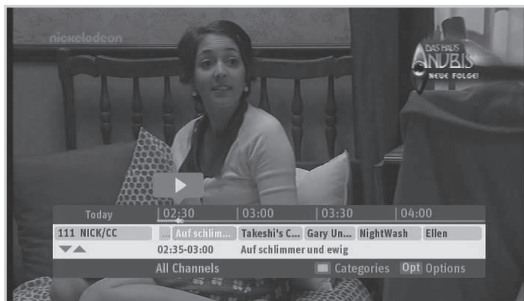 nickelodeon
DAS HAUS
ANUBIS
NEUE FOLGE!
Today 02:30 03:00 03:30 04:00
111 NICK/CC ... Auf schlim... Takeshi's C... Gary Un... NightWash Ellen
02:35-03:00 Auf schlimmer und ewig
All Channels Categories Opt Options